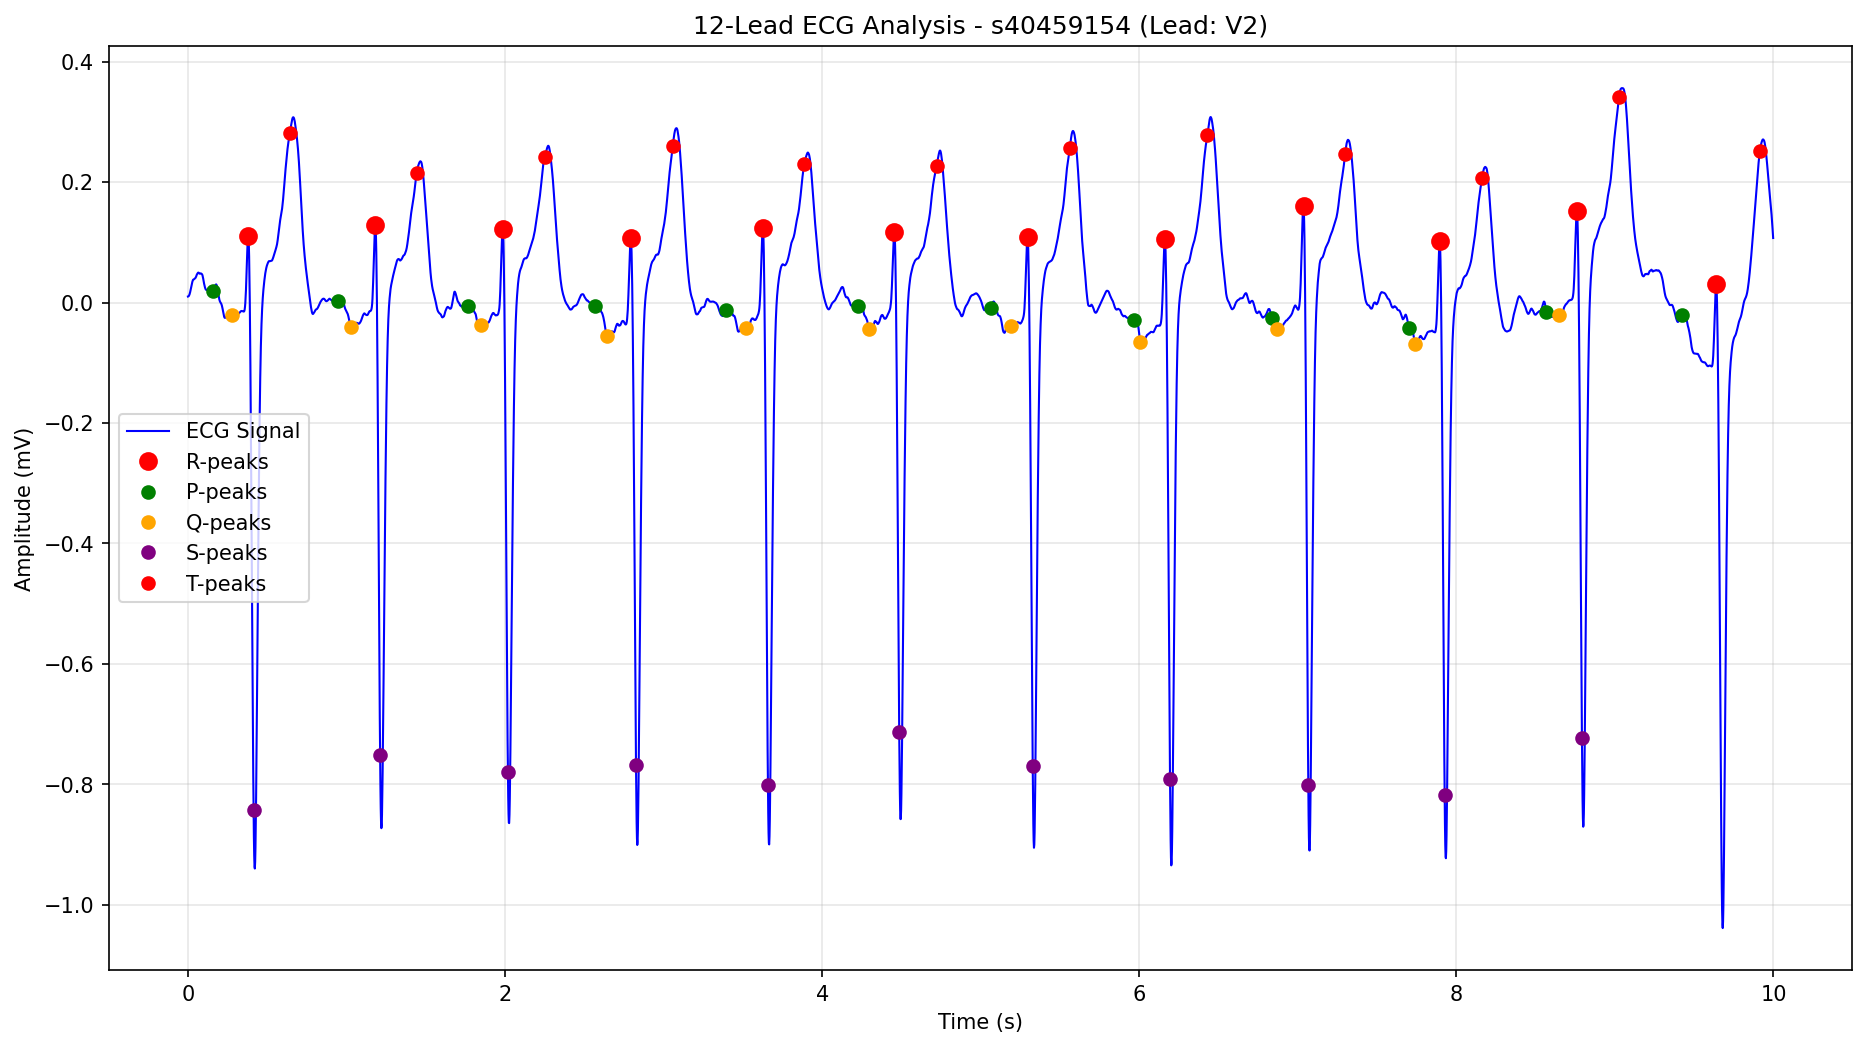 12-Lead ECG Analysis - s40459154 (Lead: V2)
0.4
0.2
0.0
−0.2
−0.4
−0.6
−0.8
−1.0
Amplitude (mV)
ECG Signal
R-peaks
P-peaks
Q-peaks
S-peaks
T-peaks
0 2 4 6 8 10
Time (s)